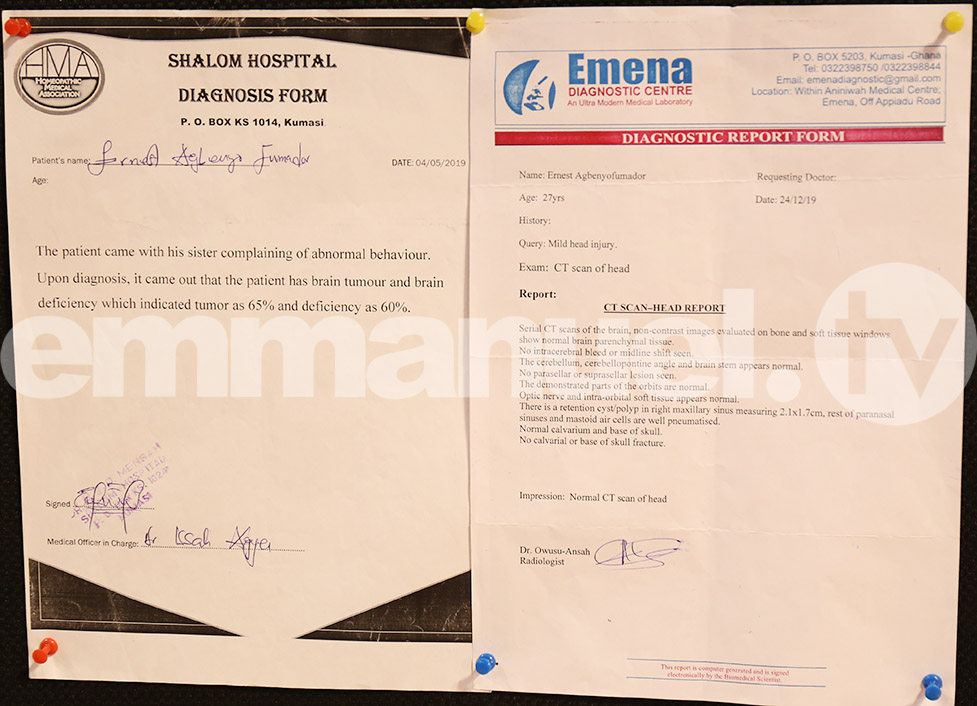 HMA
HOMEOPATHIC
MEDICAL
ASSOCIATION
SHALOM HOSPITAL
DIAGNOSIS FORM
P. O. BOX KS 1014, Kumasi.
Patient's name: Ernest Agbenyo Fumador DATE: 04/05/2019
Age:
The patient came with his sister complaining of abnormal behaviour.
Upon diagnosis, it came out that the patient has brain tumour and brain
deficiency which indicated tumor as 65% and deficiency as 60%.
MENSAH
HOSPITAL
KUMASI
Signed
Medical Officer in Charge: Dr
Emena
DIAGNOSTIC CENTRE
An Ultra Modern Medical Laboratory
P. O. BOX 5203, Kumasi -Ghana
Tel: 0322398750 /0322398844
Email: emenadiagnostic@gmail.com
Location: Within Aniniwah Medical Centre;
Emena, Off Appiadu Road
DIAGNOSTIC REPORT FORM
Name: Ernest Agbenyofumador Requesting Doctor:
Age: 27yrs Date: 24/12/19
History:
Query: Mild head injury.
Exam: CT scan of head
Report:
CT SCAN–HEAD REPORT
Serial CT scans of the brain, non-contrast images evaluated on bone and soft tissue windows
show normal brain parenchymal tissue.
No intracerebral bleed or midline shift seen.
The cerebellum, cerebellopontine angle and brain stem appears normal.
No parasellar or suprasellar lesion seen.
The demonstrated parts of the orbits are normal.
Optic nerve and intra-orbital soft tissue appears normal.
There is a retention cyst/polyp in right maxillary sinus measuring 2.1x1.7cm, rest of paranasal
sinuses and mastoid air cells are well pneumatised.
Normal calvarium and base of skull.
No calvarial or base of skull fracture.
Impression: Normal CT scan of head
Dr. Owusu-Ansah
Radiologist
This report is computer generated and is signed
electronically by the Biomedical Scientist.
emmanuel.tv